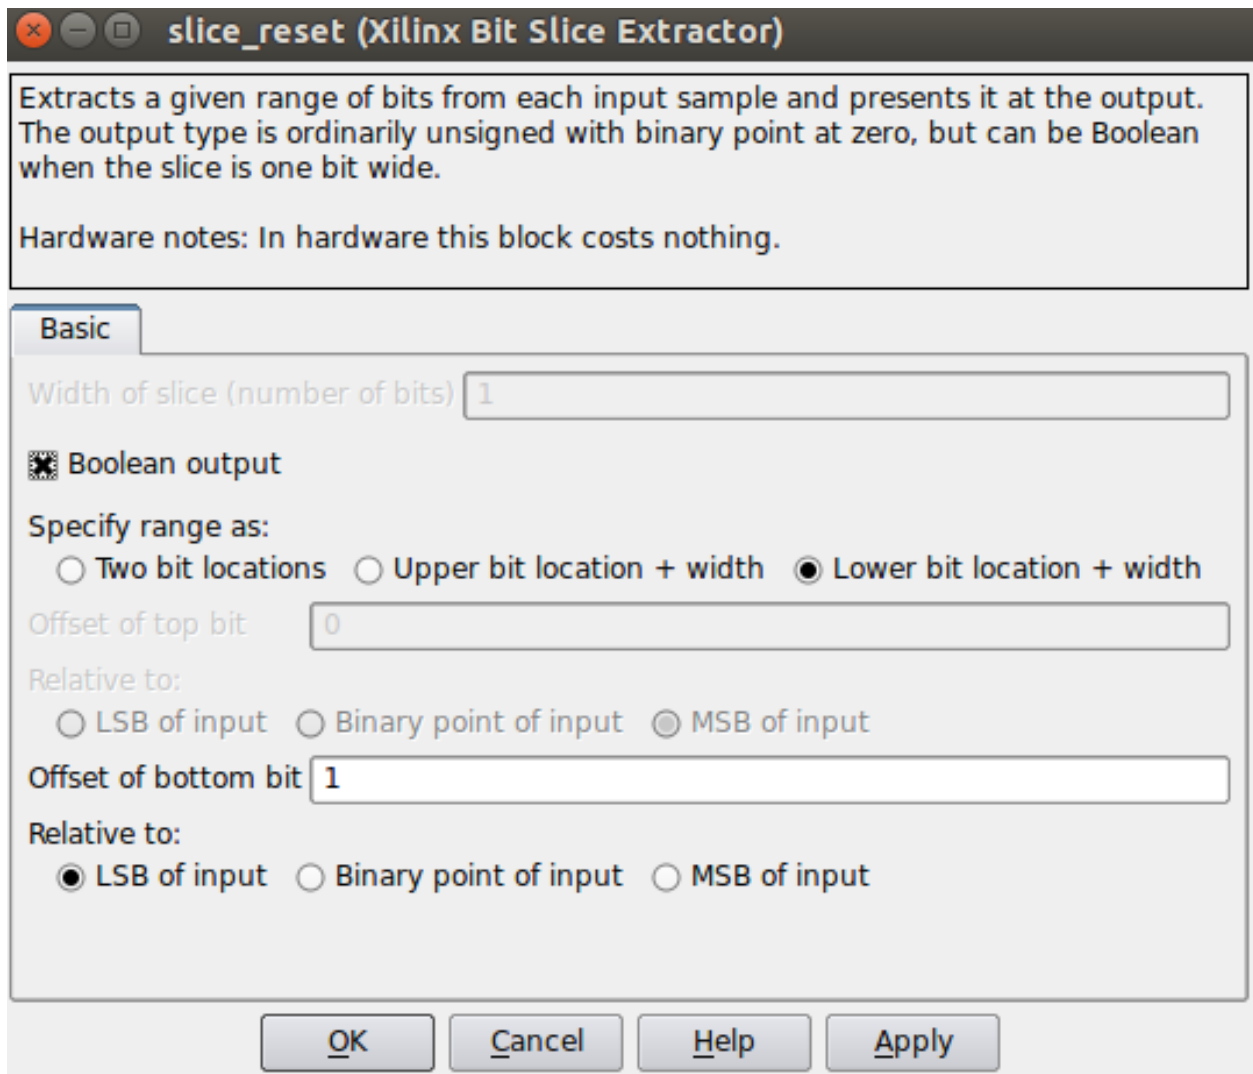 slice_reset (Xilinx Bit Slice Extractor)
Extracts a given range of bits from each input sample and presents it at the output.
The output type is ordinarily unsigned with binary point at zero, but can be Boolean
when the slice is one bit wide.
Hardware notes: In hardware this block costs nothing.
Basic
Width of slice (number of bits) 1
Boolean output
Specify range as:
Two bit locations Upper bit location + width Lower bit location + width
Offset of top bit 0
Relative to:
LSB of input Binary point of input MSB of input
Offset of bottom bit 1
Relative to:
LSB of input Binary point of input MSB of input
OK Cancel Help Apply